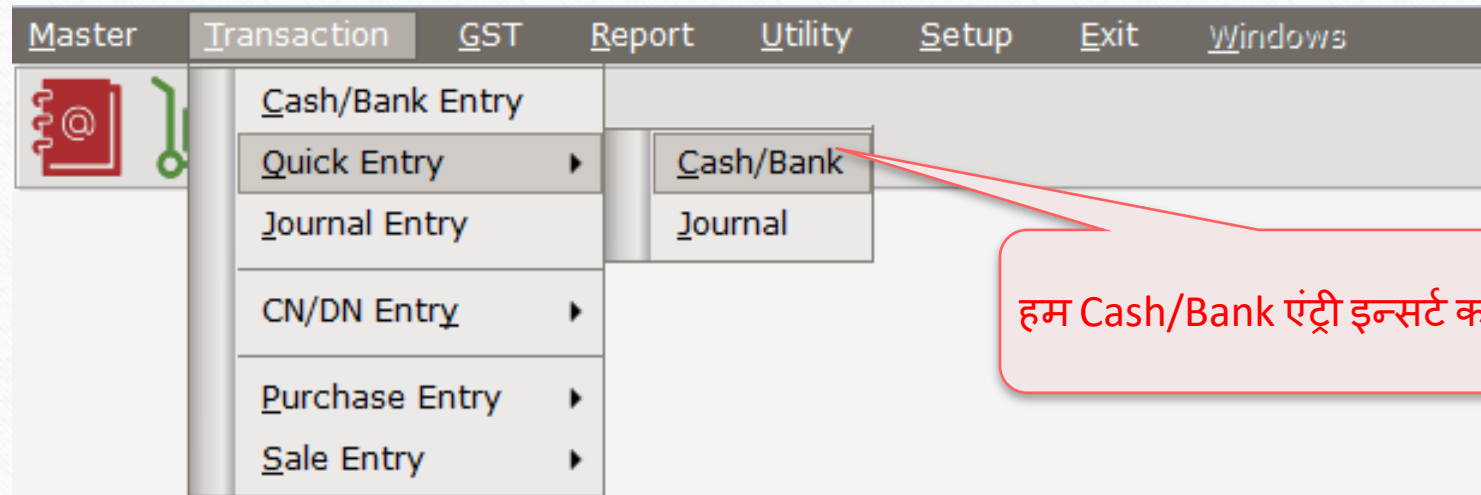 Master Transaction GST Report Utility Setup Exit Windows
@
Cash/Bank Entry
Quick Entry
Cash/Bank
Journal Entry
Journal
CN/DN Entry
हम Cash/Bank एंट्री इन्सर्ट
Purchase Entry
Sale Entry